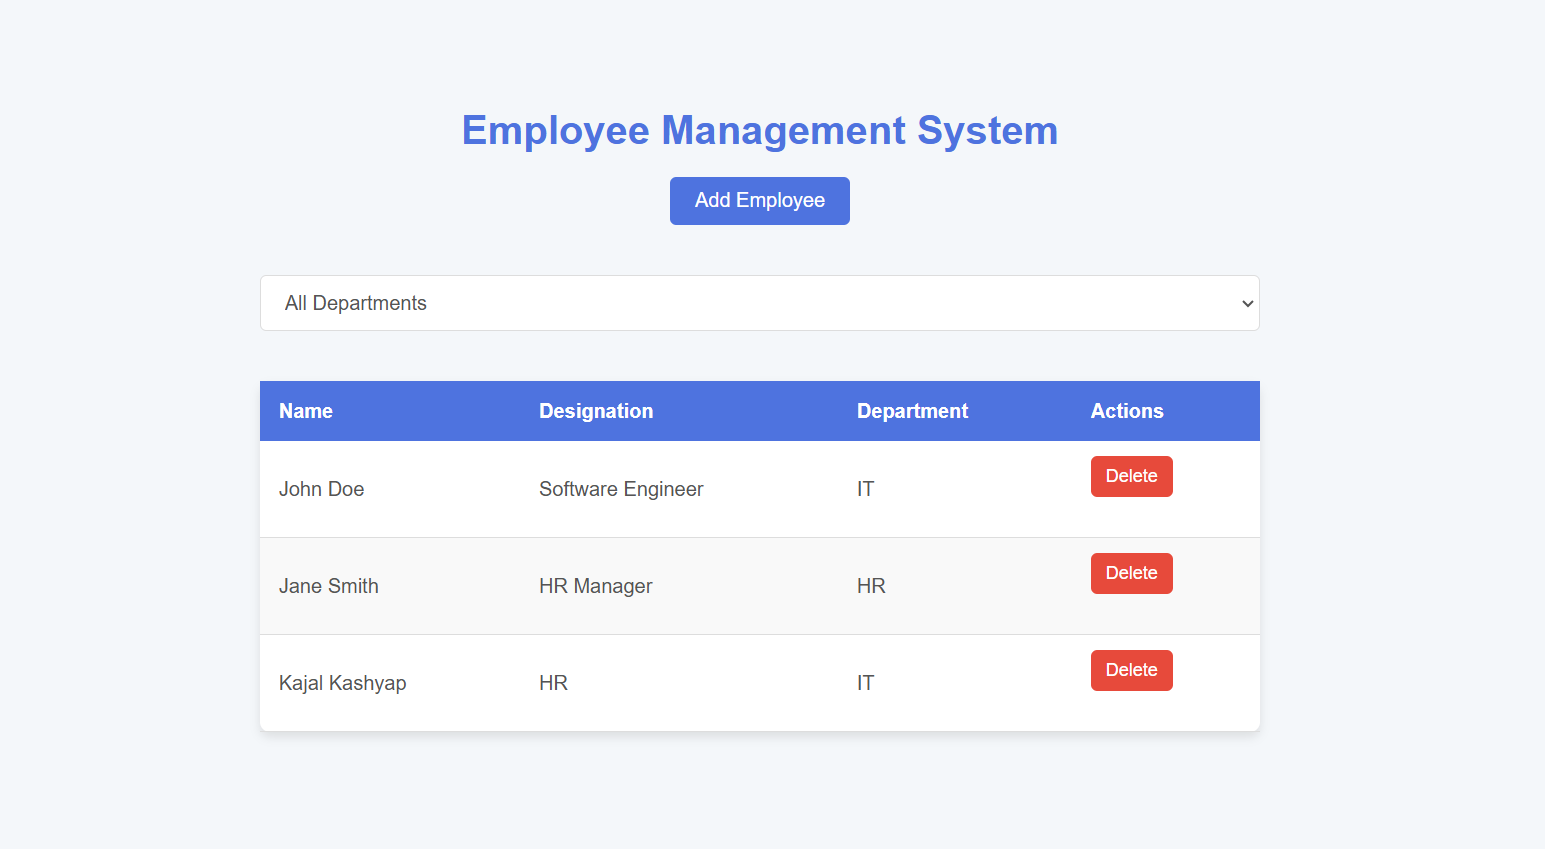 Employee Management System
Add Employee
All Departments
Name Designation Department Actions
John Doe Software Engineer IT Delete
Jane Smith HR Manager HR Delete
Kajal Kashyap HR IT Delete